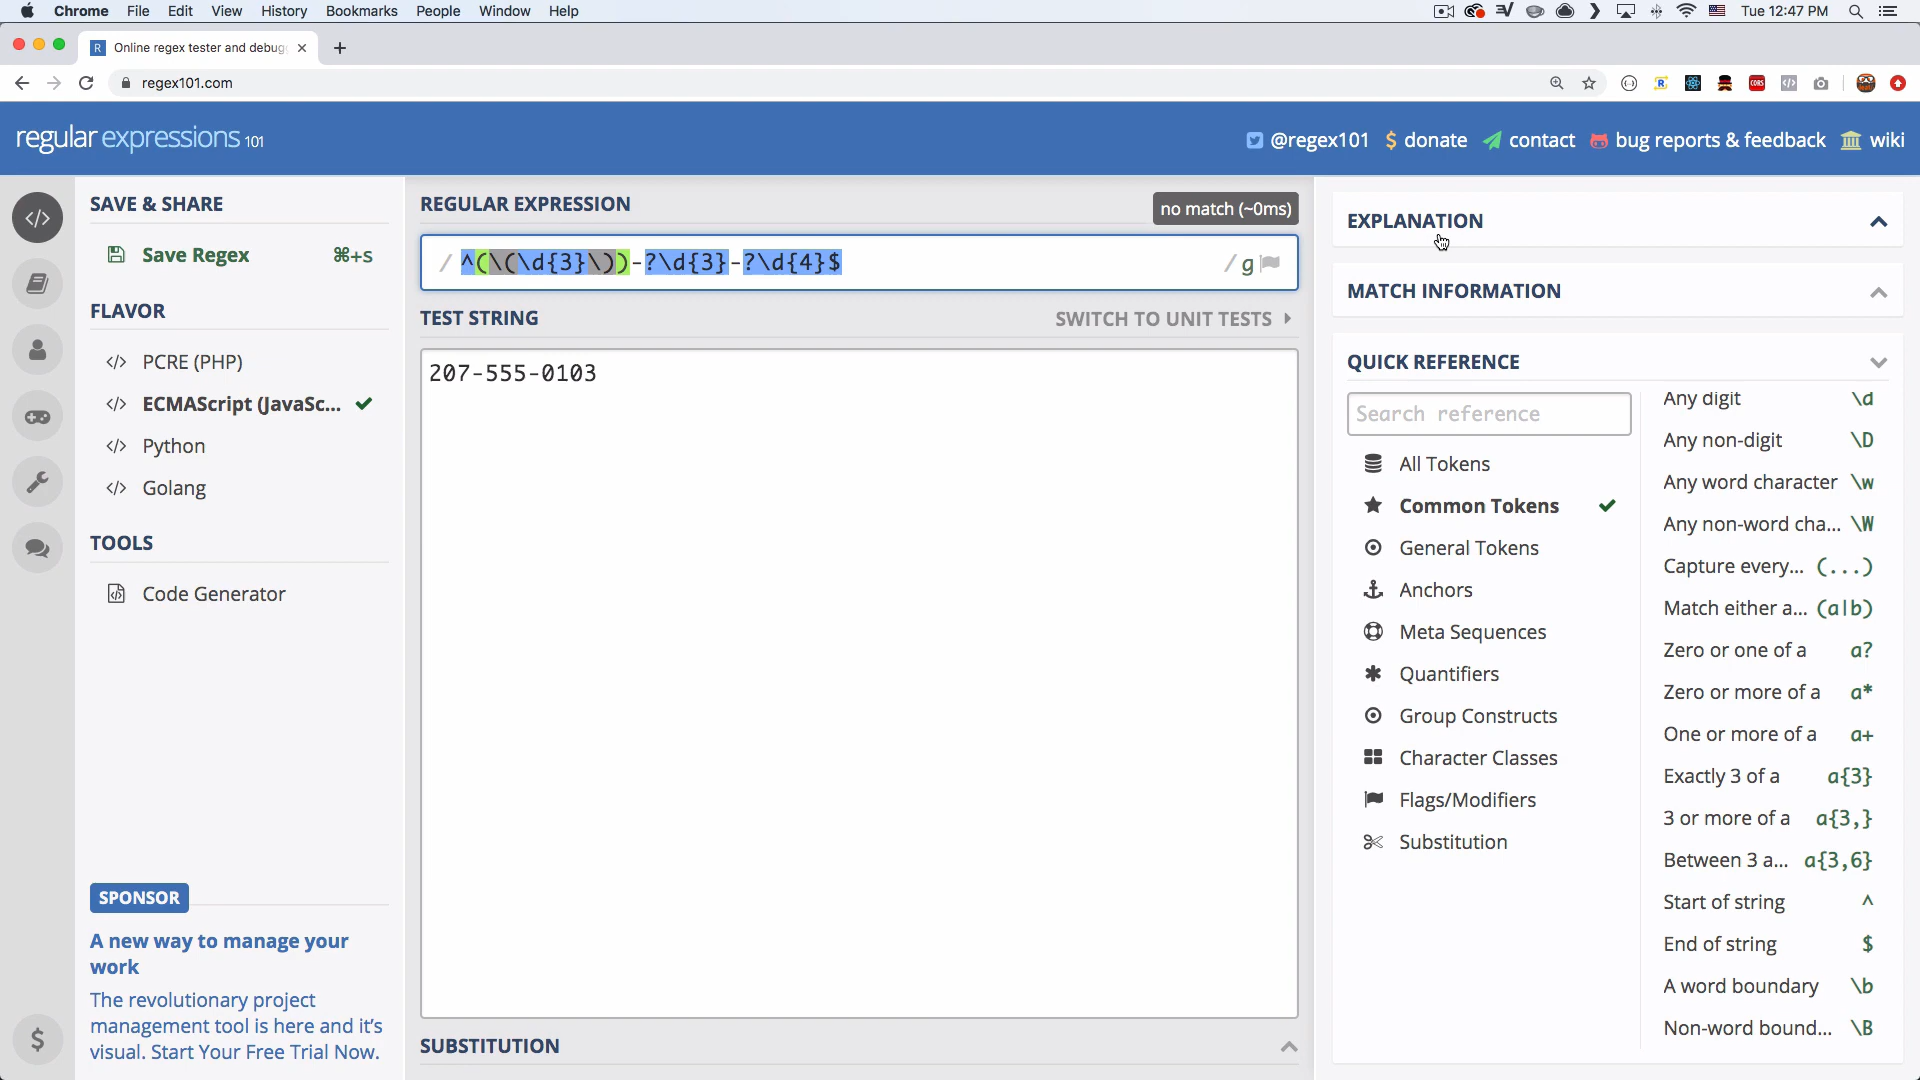 Chrome File Edit View History Bookmarks People Window Help Tue 12:47 PM
R Online regex tester and debug
regex101.com
regular expressions 101
@regex101 $ donate contact bug reports & feedback wiki
SAVE & SHARE
Save Regex ⌘+s
FLAVOR
</> PCRE (PHP)
</> ECMAScript (JavaSc...
</> Python
</> Golang
TOOLS
Code Generator
SPONSOR
A new way to manage your
work
The revolutionary project
management tool is here and it's
visual. Start Your Free Trial Now.
REGULAR EXPRESSION
no match (~0ms)
/ ^(\(\d{3}\))-?\d{3}-?\d{4}$ / g
TEST STRING
SWITCH TO UNIT TESTS
207-555-0103
SUBSTITUTION
EXPLANATION
MATCH INFORMATION
QUICK REFERENCE
Search reference
All Tokens
Common Tokens
General Tokens
Anchors
Meta Sequences
Quantifiers
Group Constructs
Character Classes
Flags/Modifiers
Substitution
Any digit \d
Any non-digit \D
Any word character \w
Any non-word cha... \W
Capture every... (...)
Match either a... (a|b)
Zero or one of a a?
Zero or more of a a*
One or more of a a+
Exactly 3 of a a{3}
3 or more of a a{3,}
Between 3 a... a{3,6}
Start of string ^
End of string $
A word boundary \b
Non-word bound... \B